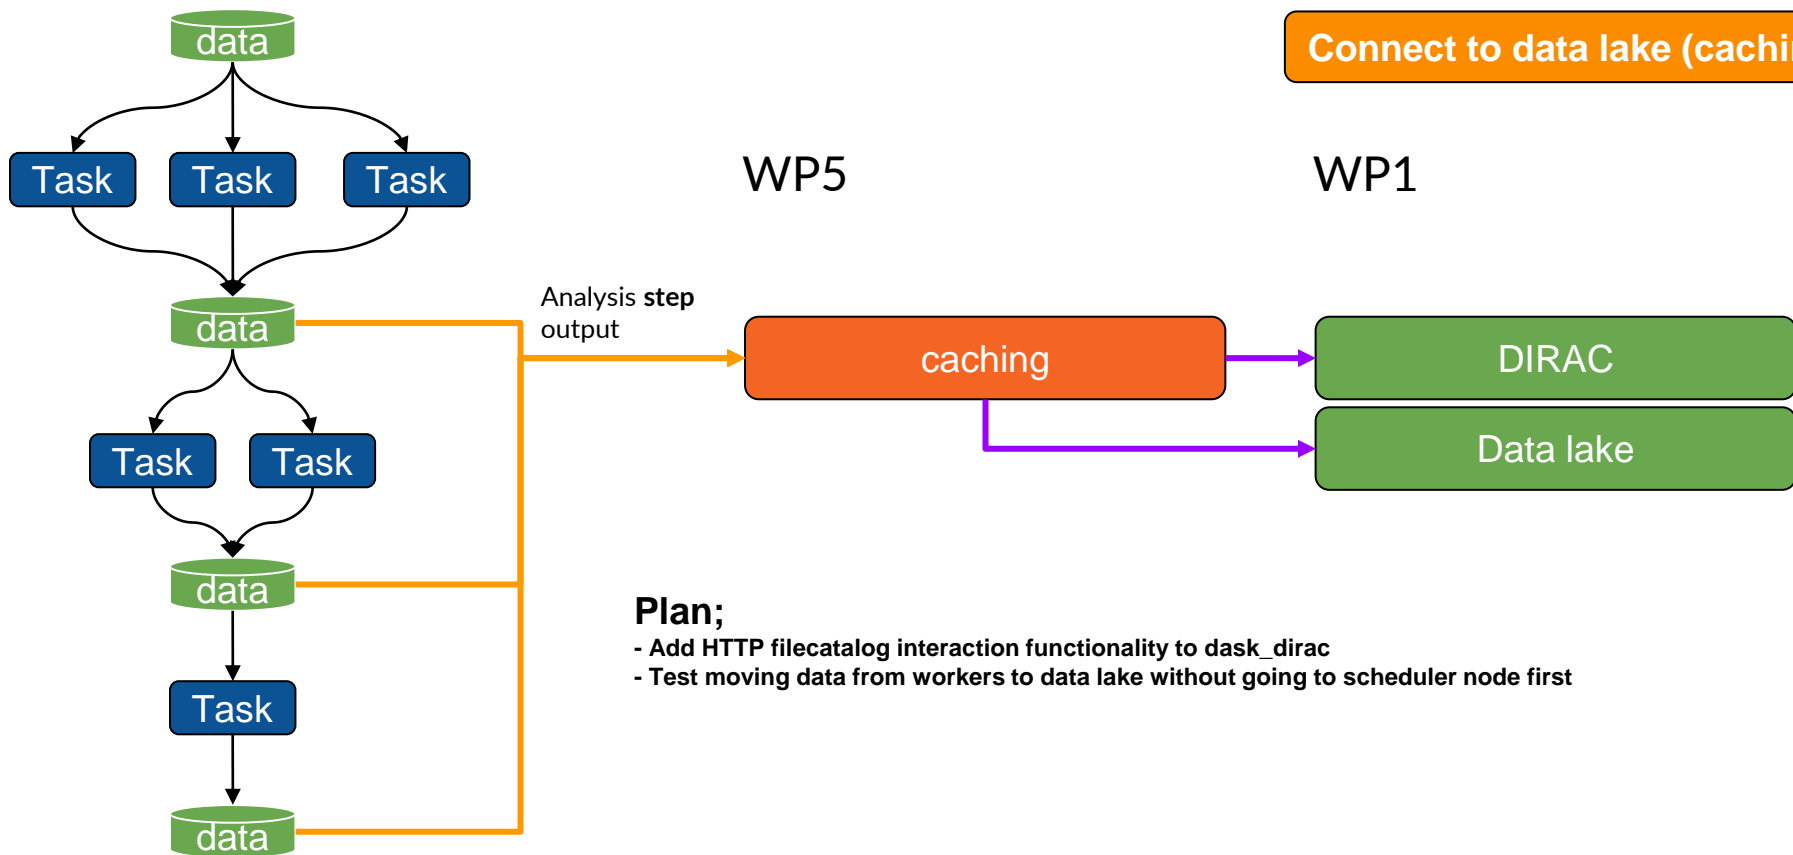 data
Connect to data lake
Task
Task
Task
WP5
WP1
Analysis step
output
data
caching
DIRAC
Data lake
Task
Task
data
Plan;
- Add HTTP filecatalog interaction functionality to dask_dirac
- Test moving data from workers to data lake without going to scheduler node first
Task
data